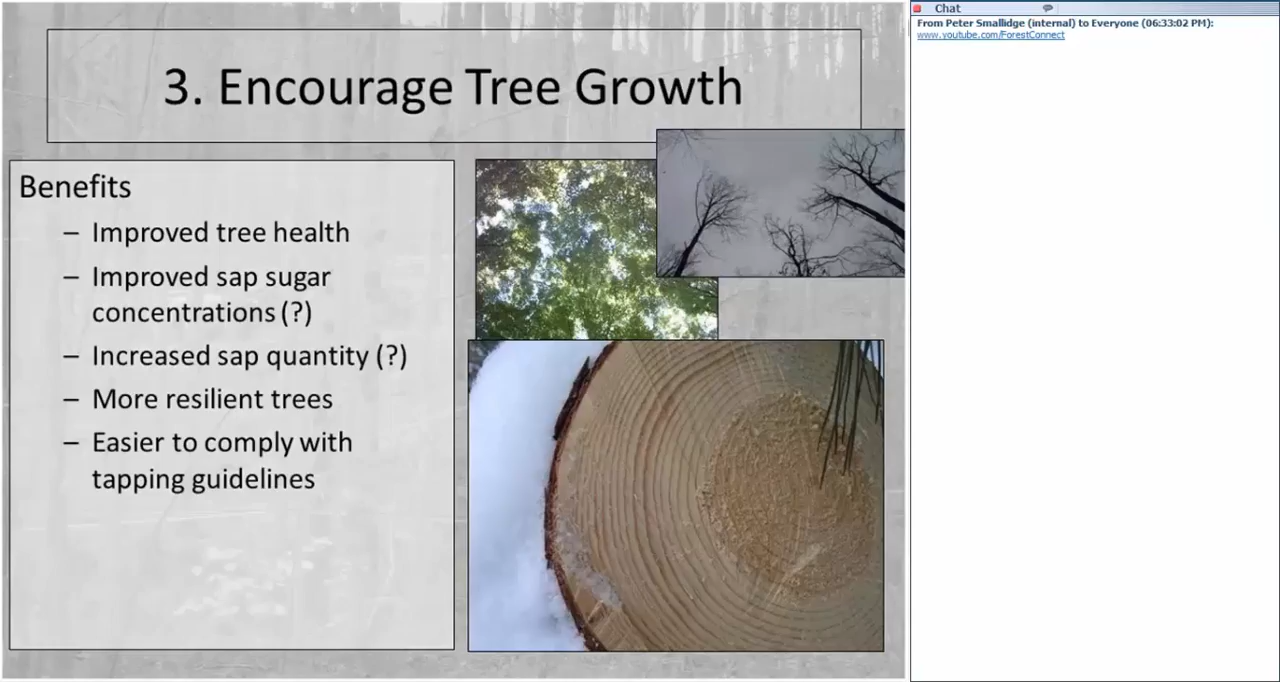 3. Encourage Tree Growth
Benefits
– Improved tree health
– Improved sap sugar
concentrations (?)
– Increased sap quantity (?)
– More resilient trees
– Easier to comply with
tapping guidelines
Chat
From Peter Smallidge (internal) to Everyone (06:33:02 PM):
www.youtube.com/ForestConnect